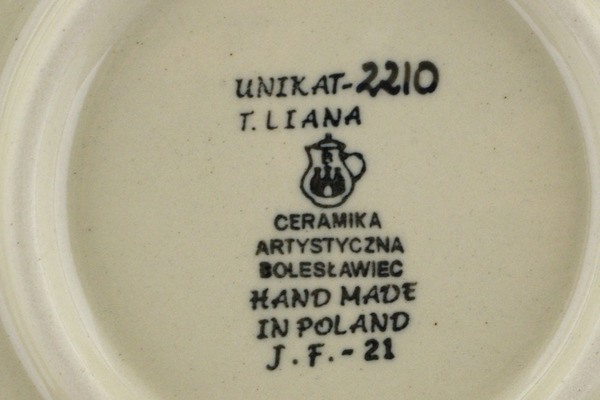 UNIKAT-2210
T. LIANA
CERAMIKA
ARTYSTYCZNA
BOLESŁAWIEC
HAND MADE
IN POLAND
J.F.-21